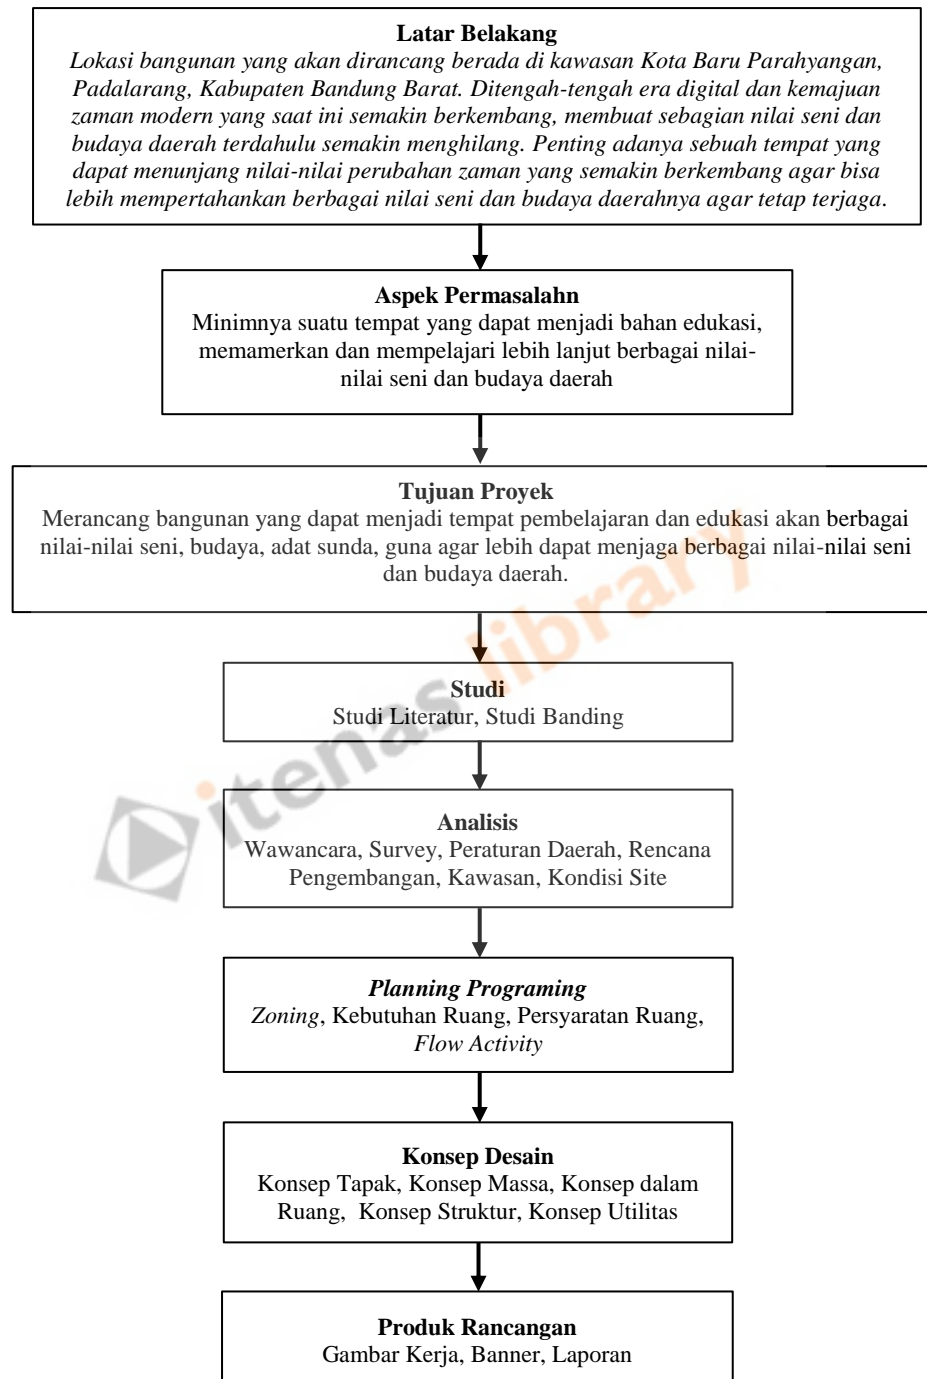 Latar Belakang
Lokasi bangunan yang akan dirancang berada di kawasan Kota Baru Parahyangan,
Padalarang, Kabupaten Bandung Barat. Ditengah-tengah era digital dan kemajuan
zaman modern yang saat ini semakin berkembang, membuat sebagian nilai seni dan
budaya daerah terdahulu semakin menghilang. Penting adanya sebuah tempat yang
dapat menunjang nilai-nilai perubahan zaman yang semakin berkembang agar bisa
lebih mempertahankan berbagai nilai seni dan budaya daerahnya agar tetap terjaga.
Aspek Permasalahn
Minimnya suatu tempat yang dapat menjadi bahan edukasi,
memamerkan dan mempelajari lebih lanjut berbagai nilai-
nilai seni dan budaya daerah
Tujuan Proyek
Merancang bangunan yang dapat menjadi tempat pembelajaran dan edukasi akan berbagai
nilai-nilai seni, budaya, adat sunda, guna agar lebih dapat menjaga berbagai nilai-nilai seni
dan budaya daerah.
Studi
Studi Literatur, Studi Banding
itenas library
Analisis
Wawancara, Survey, Peraturan Daerah, Rencana
Pengembangan, Kawasan, Kondisi Site
Planning Programing
Zoning, Kebutuhan Ruang, Persyaratan Ruang,
Flow Activity
Konsep Desain
Konsep Tapak, Konsep Massa, Konsep dalam
Ruang, Konsep Struktur, Konsep Utilitas
Produk Rancangan
Gambar Kerja, Banner, Laporan